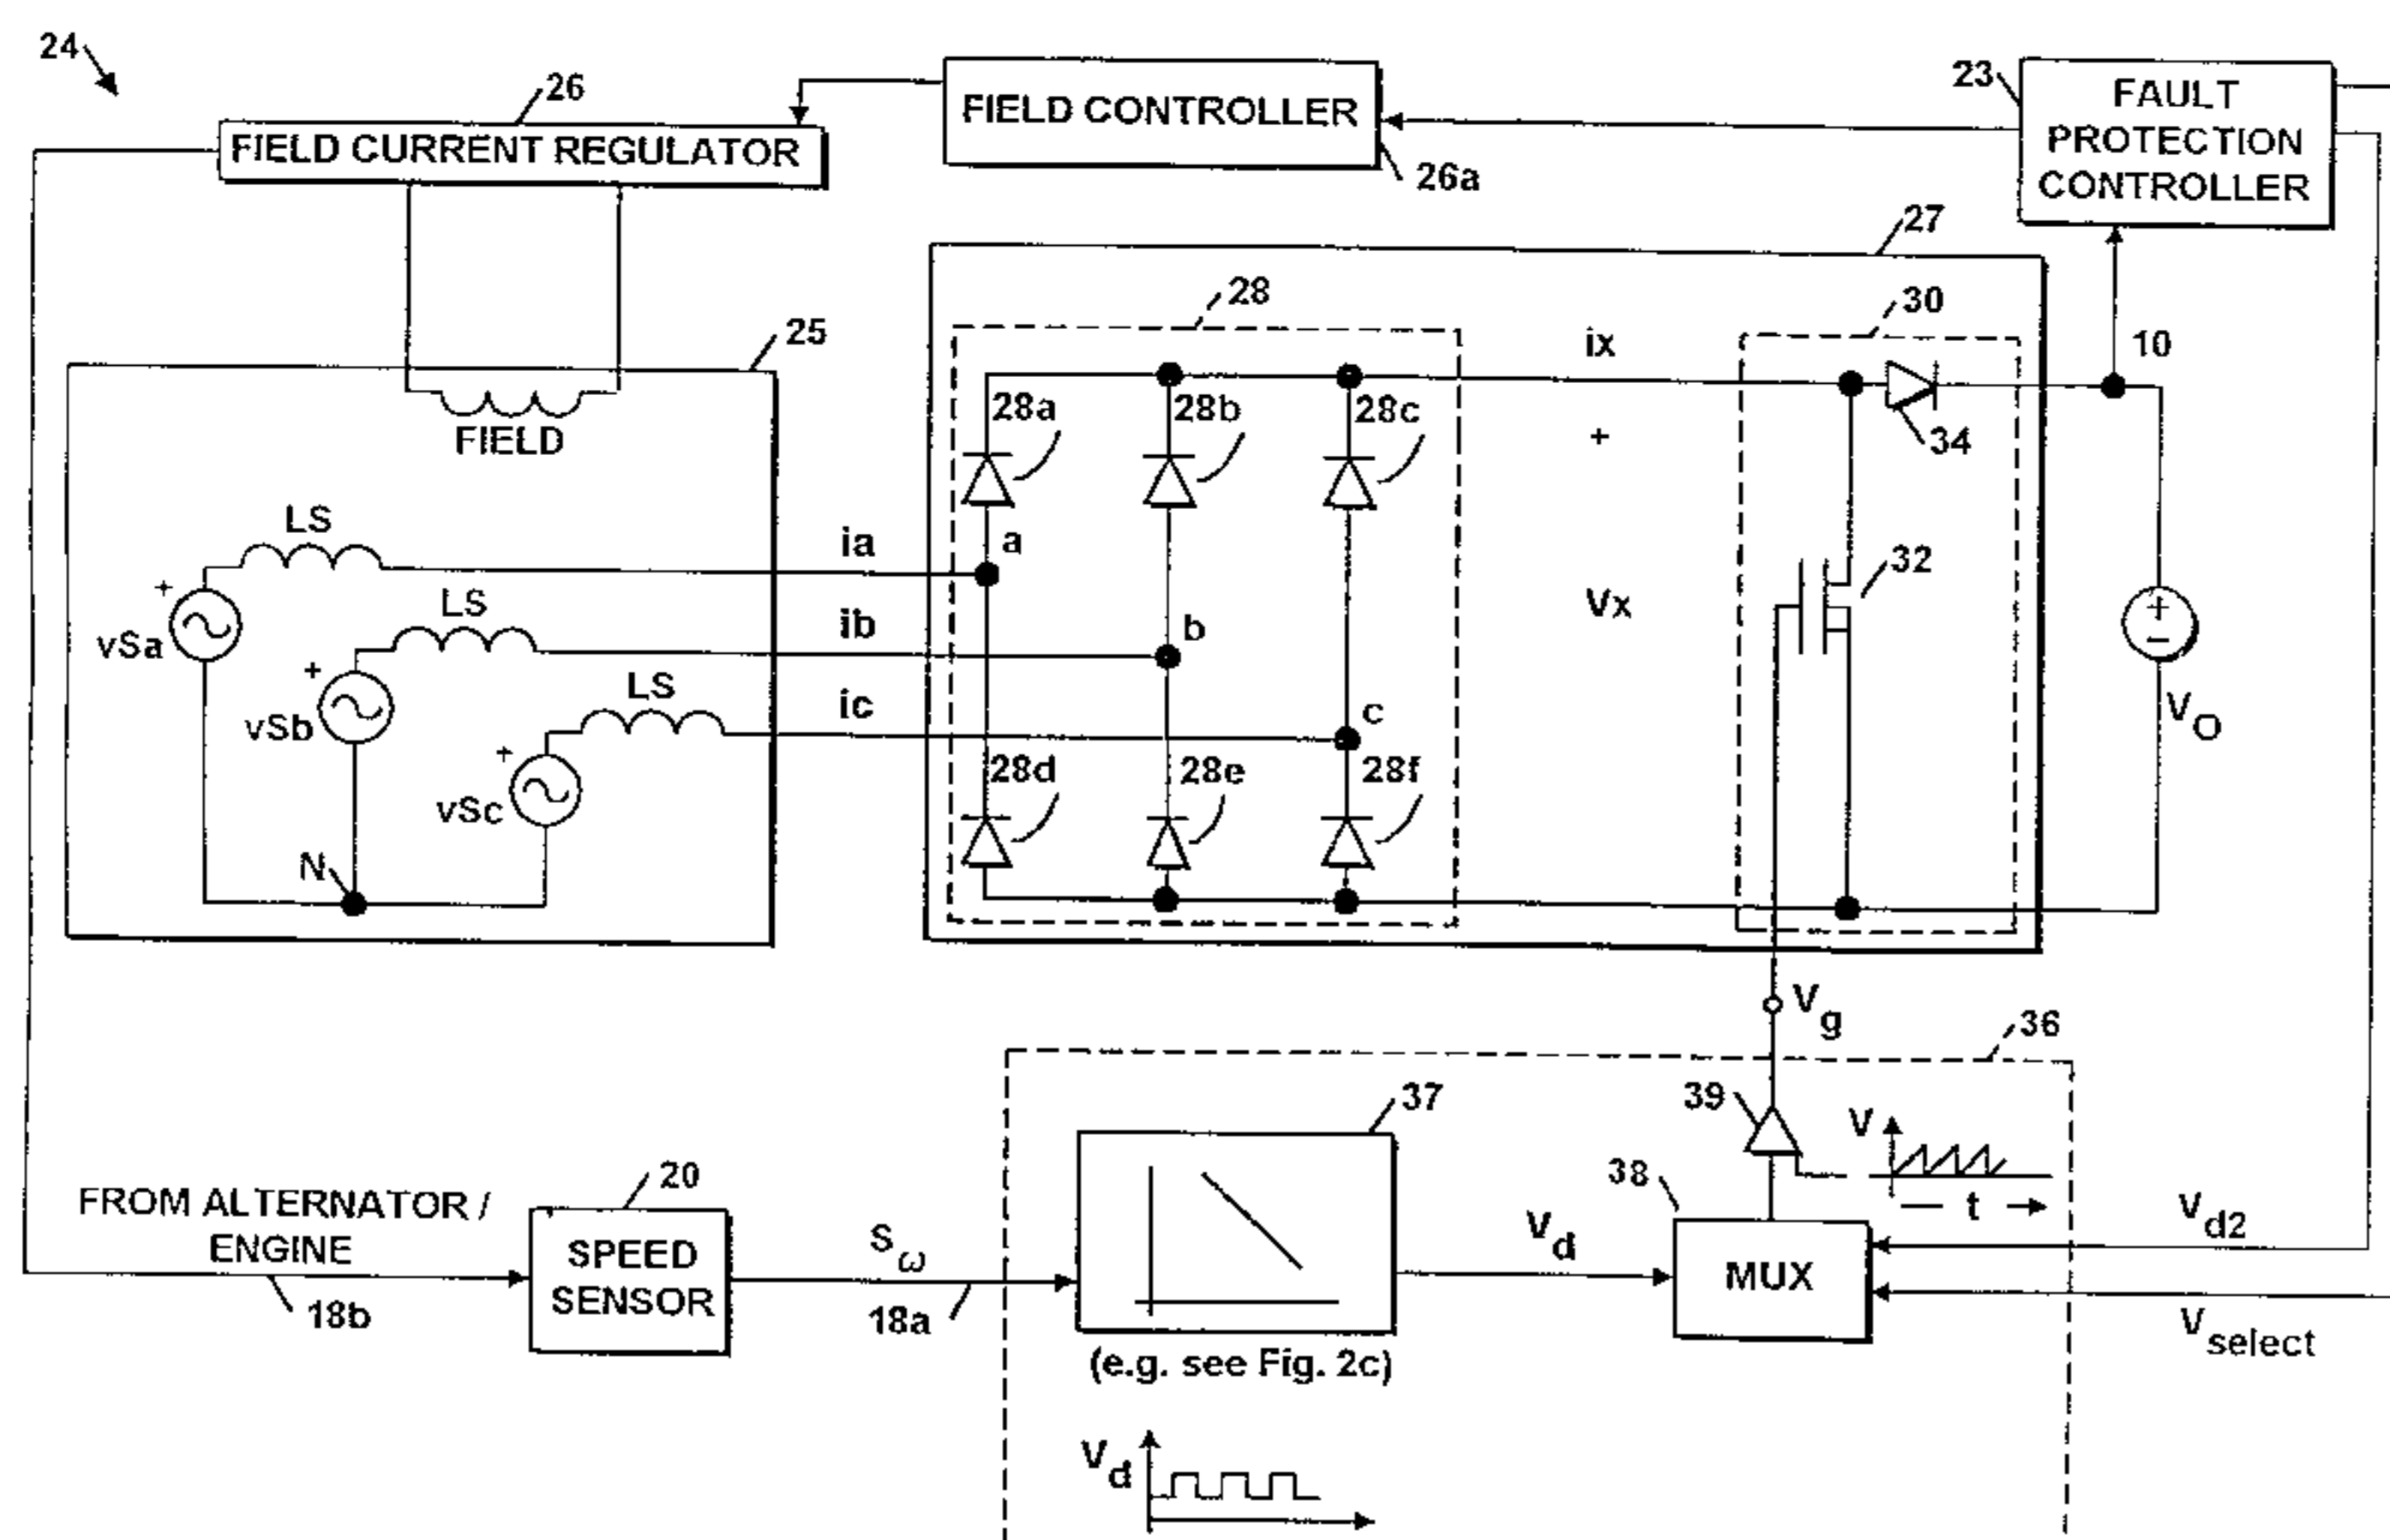 24
26
FIELD CURRENT REGULATOR
FIELD CONTROLLER
26a
23
FAULT
PROTECTION
CONTROLLER
27
25
FIELD
28
30
10
ix
28a
28b
28c
+
34
LS
ia
a
+
vSa
LS
ib
b
+
vSb
LS
ic
c
+
vSc
N
28d
28e
28f
Vx
32
+
−
VO
Vg
36
37
39
V
t
38
FROM ALTERNATOR /
ENGINE
18b
20
SPEED
SENSOR
Sω
18a
(e.g. see Fig. 2c)
Vd
MUX
Vd2
Vselect
Vd